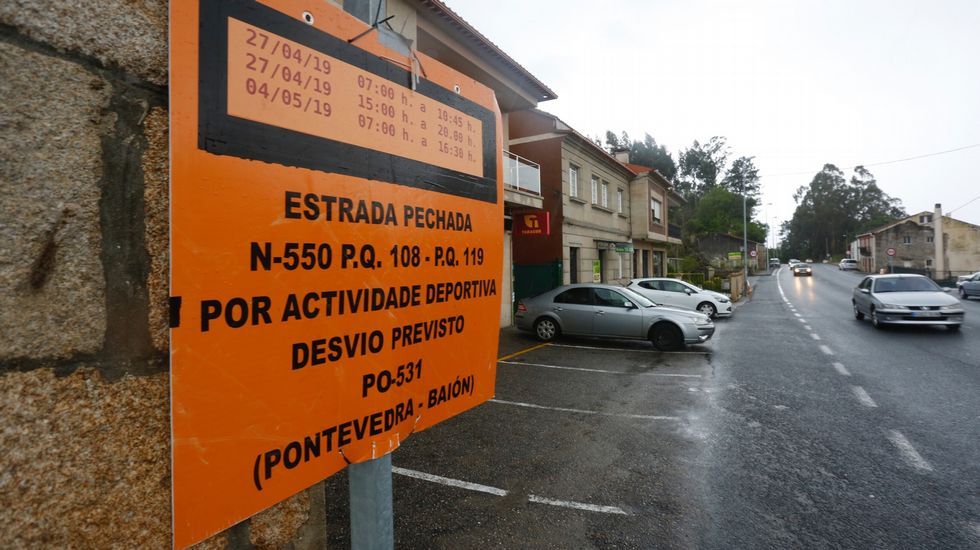 27/04/19 07:00 h. a 10:45 h.
27/04/19 15:00 h. a 20.00 h.
04/05/19 07:00 h. a 16:30 h.
ESTRADA PECHADA
N-550 P.Q. 108 - P.Q. 119
POR ACTIVIDADE DEPORTIVA
DESVIO PREVISTO
PO-531
(PONTEVEDRA - BAIÓN)
TABACOS